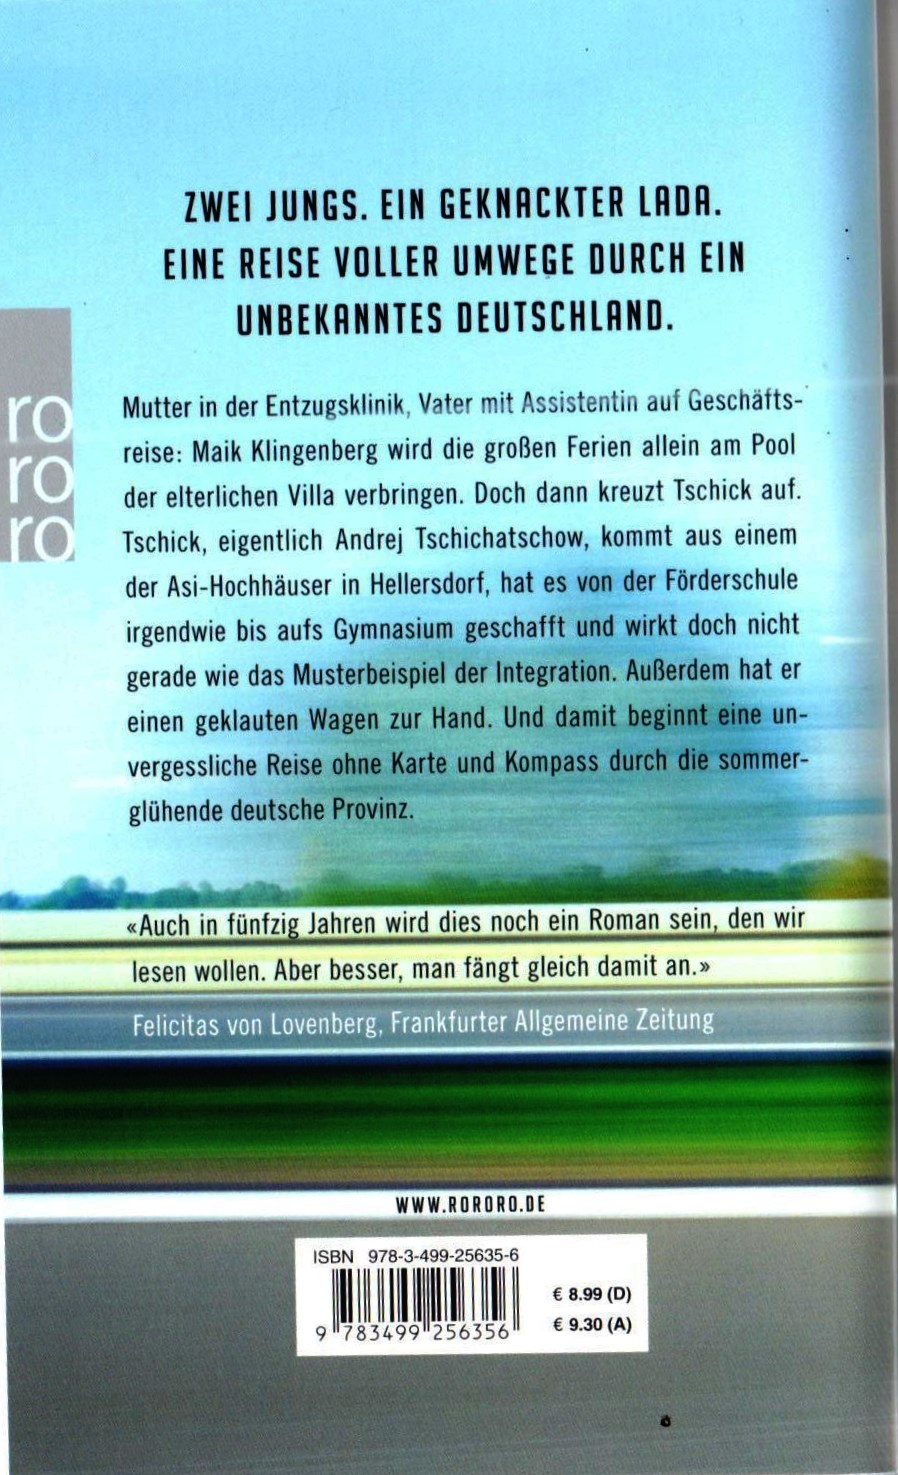 ZWEI JUNGS. EIN GEKNACKTER LADA.
EINE REISE VOLLER UMWEGE DURCH EIN
UNBEKANNTES DEUTSCHLAND.
ro
ro
ro
Mutter in der Entzugsklinik, Vater mit Assistentin auf Geschäfts-
reise: Maik Klingenberg wird die großen Ferien allein am Pool
der elterlichen Villa verbringen. Doch dann kreuzt Tschick auf.
Tschick, eigentlich Andrej Tschichatschow, kommt aus einem
der Asi-Hochhäuser in Hellersdorf, hat es von der Förderschule
irgendwie bis aufs Gymnasium geschafft und wirkt doch nicht
gerade wie das Musterbeispiel der Integration. Außerdem hat er
einen geklauten Wagen zur Hand. Und damit beginnt eine un-
vergessliche Reise ohne Karte und Kompass durch die sommer-
glühende deutsche Provinz.
«Auch in fünfzig Jahren wird dies noch ein Roman sein, den wir
lesen wollen. Aber besser, man fängt gleich damit an.»
Felicitas von Lovenberg, Frankfurter Allgemeine Zeitung
WWW.RORORO.DE
ISBN 978-3-499-25635-6
€ 8.99 (D)
€ 9.30 (A)
9 783499 256356